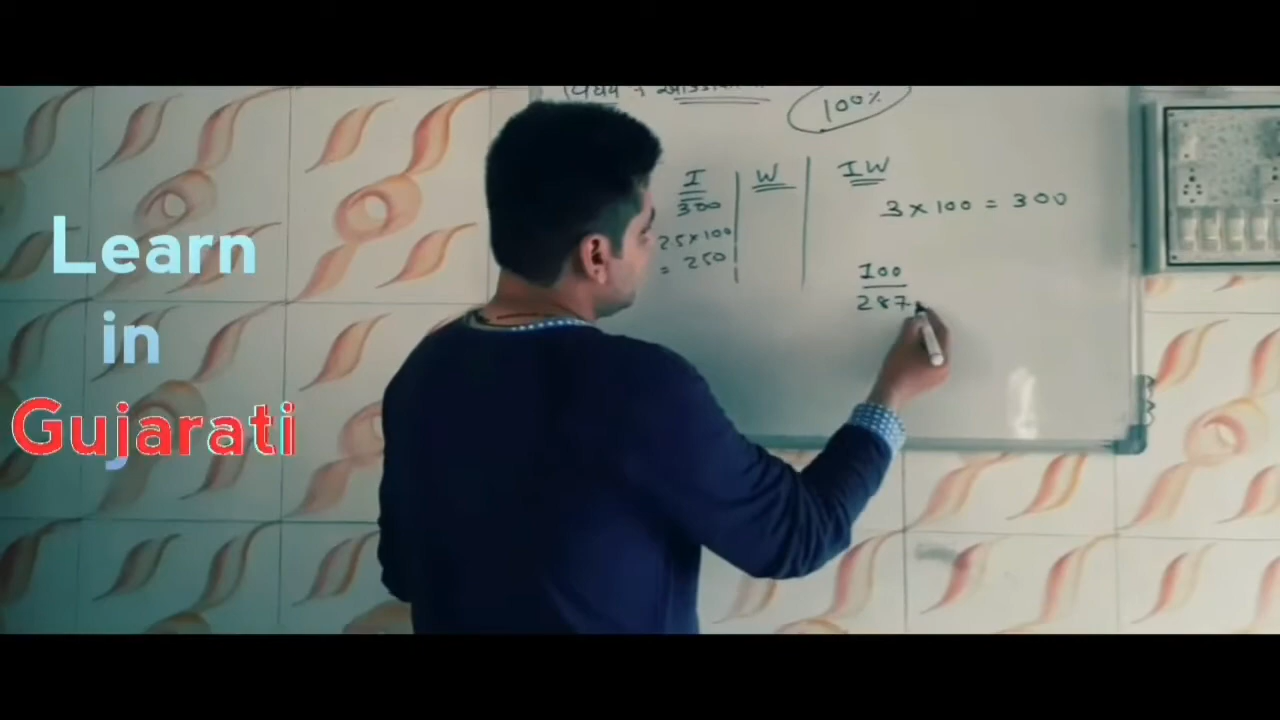 Learn
in
Gujarati
100%
I
W
IW
300
3 × 100 = 300
25×100
= 250
100
287